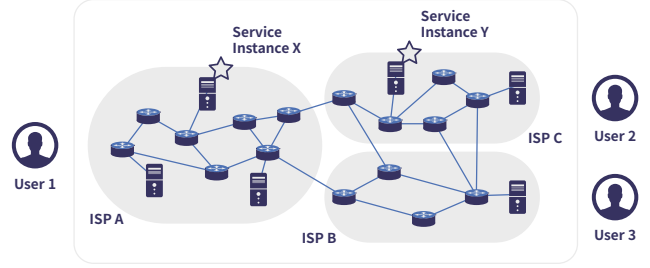 Service
Instance X
Service
Instance Y
User 1
User 2
ISP C
User 3
ISP A
ISP B